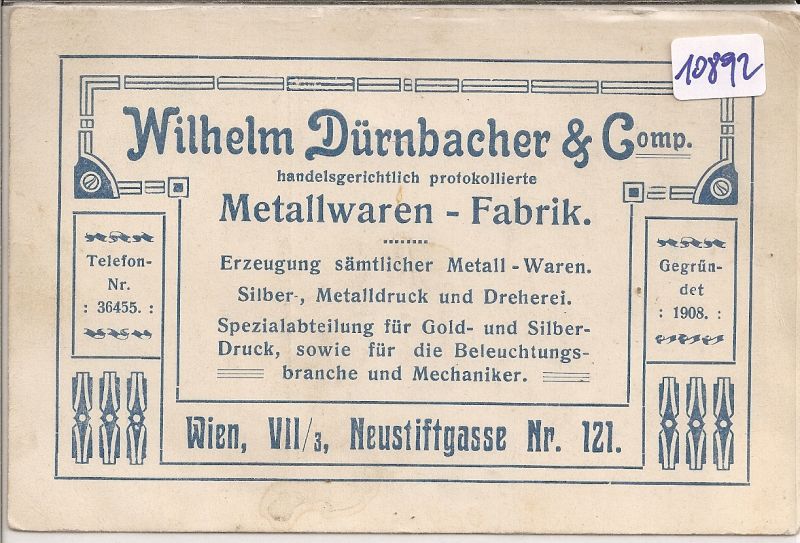 10892
Wilhelm Dürnbacher & Comp.
handelsgerichtlich protokollierte
Metallwaren - Fabrik.
Telefon-
Nr.
: 36455. :
Erzeugung sämtlicher Metall - Waren.
Silber-, Metalldruck und Dreherei.
Spezialabteilung für Gold- und Silber-
Druck, sowie für die Beleuchtungs-
branche und Mechaniker.
Gegrün-
det
: 1908. :
Wien, VII/3, Neustiftgasse Nr. 121.